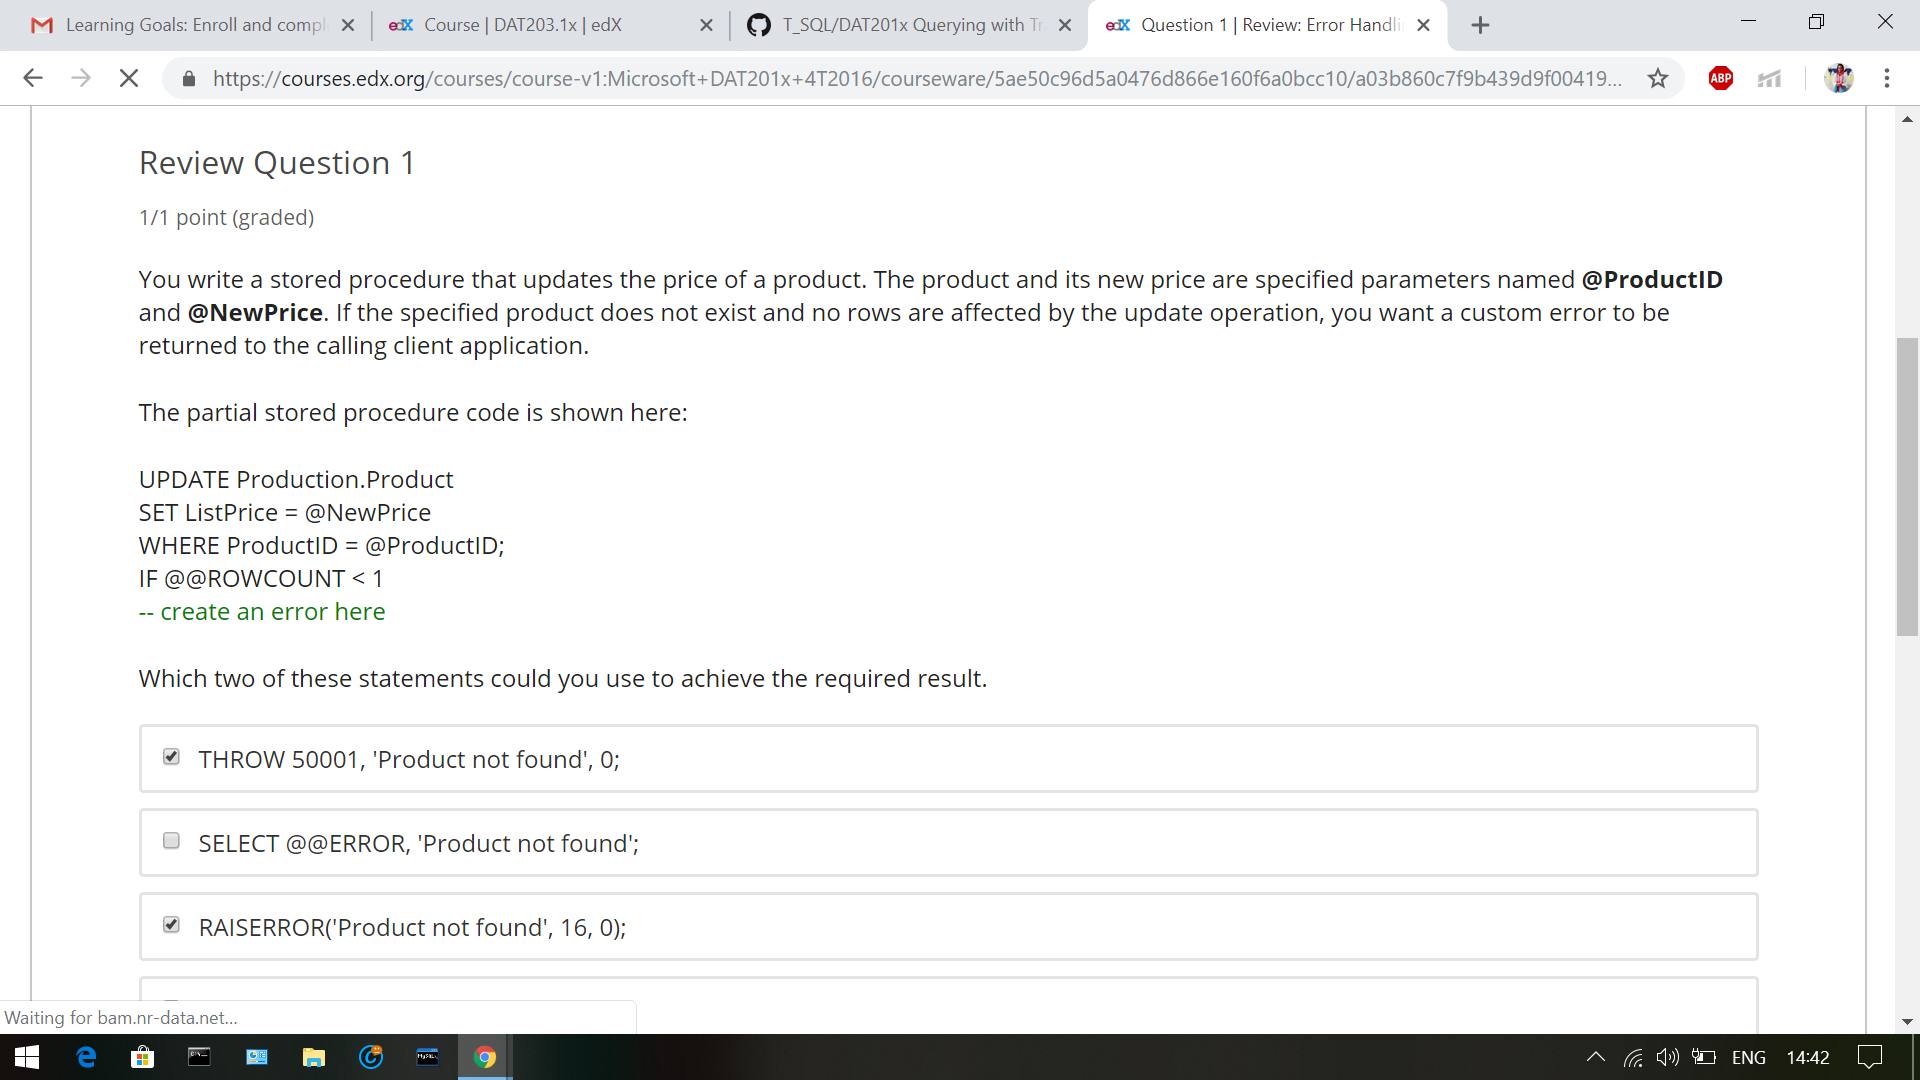 Learning Goals: Enroll and compl
edX Course | DAT203.1x | edX
T_SQL/DAT201x Querying with Tr
edX Question 1 | Review: Error Handli
https://courses.edx.org/courses/course-v1:Microsoft+DAT201x+4T2016/courseware/5ae50c96d5a0476d866e160f6a0bcc10/a03b860c7f9b439d9f00419...
ABP
Review Question 1
1/1 point (graded)
You write a stored procedure that updates the price of a product. The product and its new price are specified parameters named @ProductID
and @NewPrice. If the specified product does not exist and no rows are affected by the update operation, you want a custom error to be
returned to the calling client application.
The partial stored procedure code is shown here:
UPDATE Production.Product
SET ListPrice = @NewPrice
WHERE ProductID = @ProductID;
IF @@ROWCOUNT < 1
-- create an error here
Which two of these statements could you use to achieve the required result.
THROW 50001, 'Product not found', 0;
SELECT @@ERROR, 'Product not found';
RAISERROR('Product not found', 16, 0);
Waiting for bam.nr-data.net...
ENG
14:42